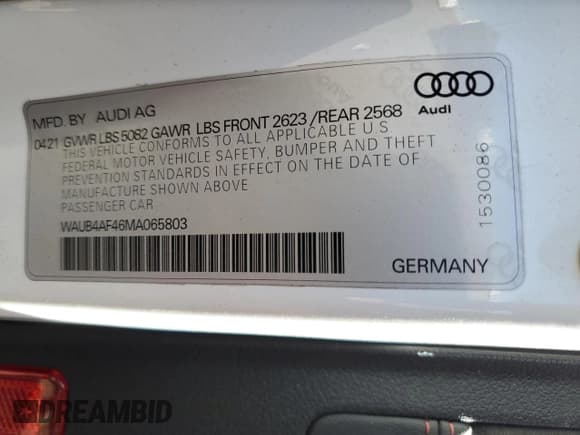 MFD. BY AUDI AG
0421 GVWR LBS 5082 GAWR LBS FRONT 2623 /REAR 2568
THIS VEHICLE CONFORMS TO ALL APPLICABLE U.S
FEDERAL MOTOR VEHICLE SAFETY, BUMPER AND THEFT
PREVENTION STANDARDS IN EFFECT ON THE DATE OF
MANUFACTURE SHOWN ABOVE
PASSENGER CAR
WAUB4AF46MA065803
Audi
1530086
GERMANY
DREAMBID